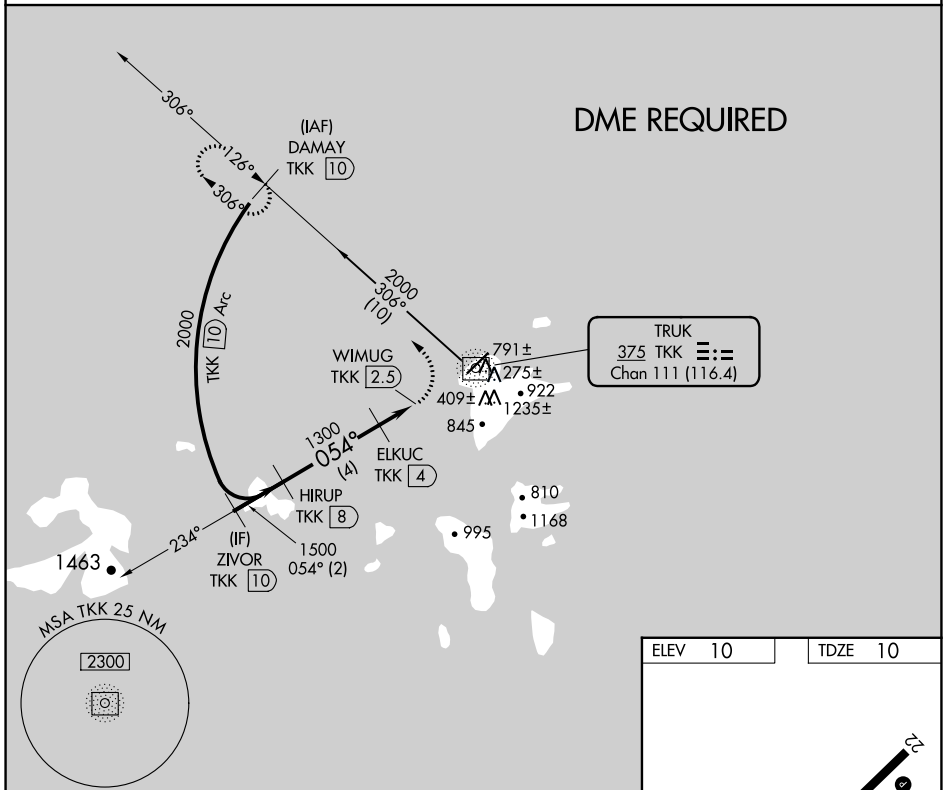 306°
(IAF)
DAMAY
TKK 10
DME REQUIRED
126°
306°
2000
TKK 10 Arc
2000
306°
(10)
WIMUG
TKK 2.5
791±
275±
922
409±
1235±
845
TRUK
375 TKK
Chan 111 (116.4)
1300
054°
(4)
ELKUC
TKK 4
HIRUP
TKK 8
810
1168
995
234°
(IF)
ZIVOR
TKK 10
1500
054° (2)
1463
MSA TKK 25 NM
2300
ELEV 10
TDZE 10
22
P